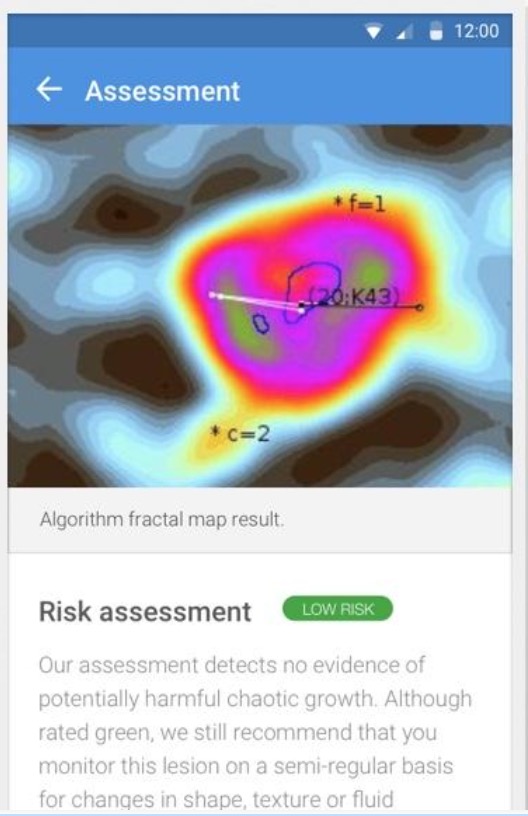 12:00
Assessment
* f=1
(20:K43)
* c=2
Algorithm fractal map result.
Risk assessment LOW RISK
Our assessment detects no evidence of
potentially harmful chaotic growth. Although
rated green, we still recommend that you
monitor this lesion on a semi-regular basis
for changes in shape, texture or fluid